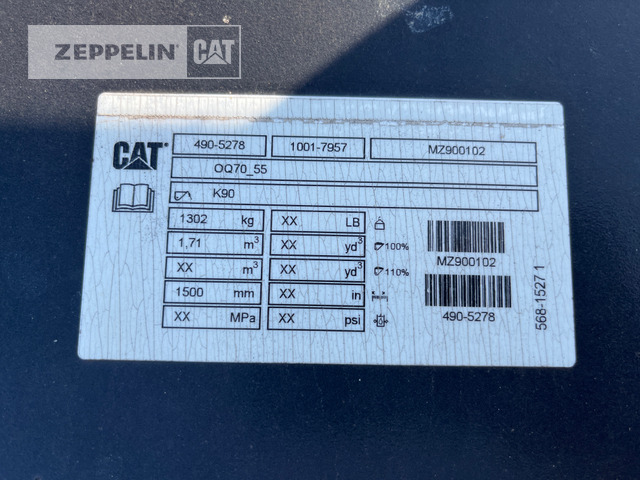 ZEPPELIN CAT
CAT 490-5278 1001-7957 MZ900102
OQ70_55
K90
1302 kg XX LB
1,71 m³ XX yd³ 100%
XX m³ XX yd³ 110%
1500 mm XX in
XX MPa XX psi
MZ900102
490-5278
568-1527 1